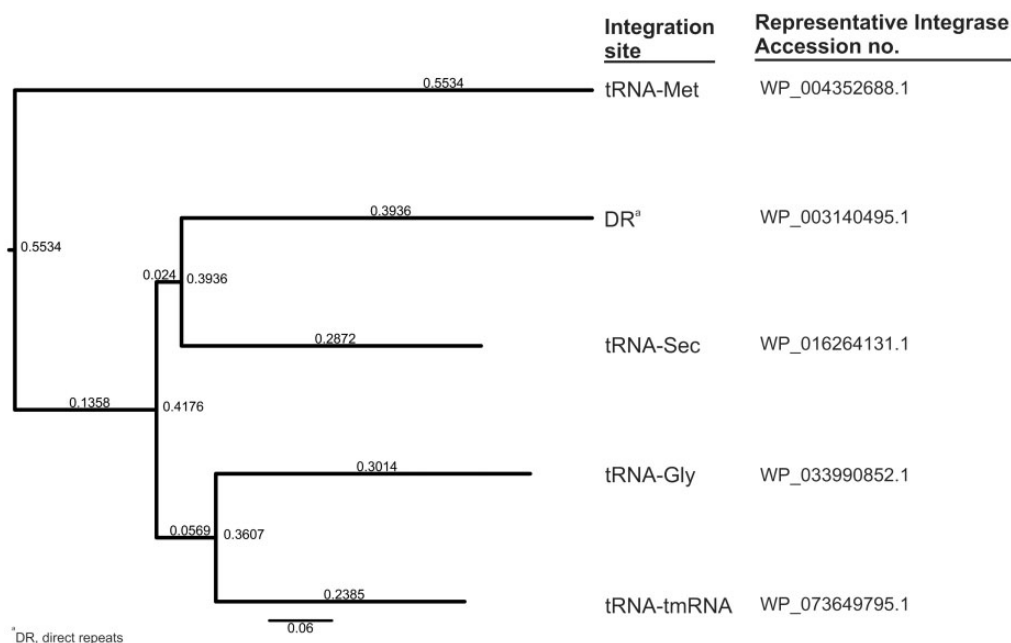 Integration site
Representative Integrase Accession no.
0.5534
tRNA-Met
WP_004352688.1
0.3936
DRª
WP_003140495.1
0.5534
0.024
0.3936
0.2872
tRNA-Sec
WP_016264131.1
0.1358
0.4176
0.3014
tRNA-Gly
WP_033990852.1
0.0569
0.3607
0.2385
tRNA-tmRNA
WP_073649795.1
0.06
ªDR, direct repeats